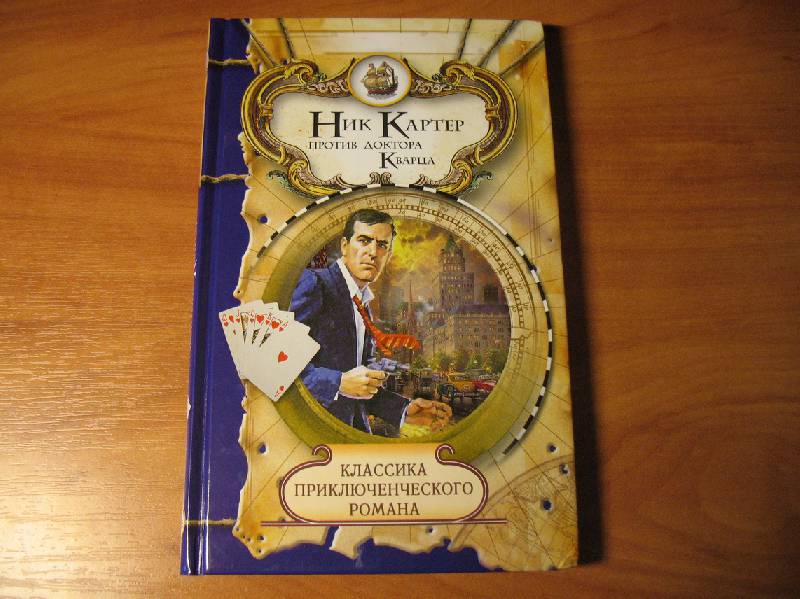 Ник Картер
против доктора
Кварца
Классика
приключенческого
романа